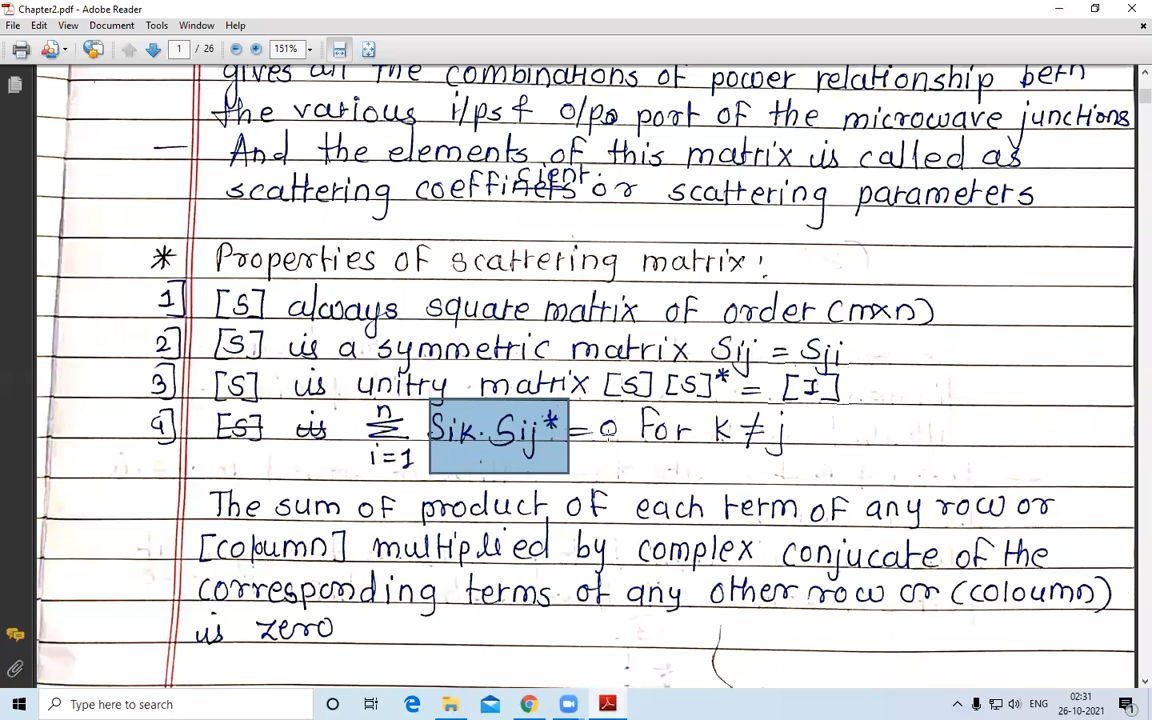 Chapter2.pdf - Adobe Reader
File Edit View Document Tools Window Help
1 / 26 151%
gives all the combinations of power relationship betn
the various i/ps & o/ps port of the microwave junctions
— And the elements of this matrix is called as
scattering coefficient or scattering parameters
* Properties of scattering matrix:
1] [S] always square matrix of order (m×n)
2] [S] is a symmetric matrix Sij = Sji
3] [S] is unitry matrix [S] [S]* = [I]
4] [S] is n∑i=1 Sik. Sij* = 0 For k ≠ j
The sum of product of each term of any row or
[coloumn] multiplied by complex conjucate of the
corresponding terms of any other row or (coloumn)
is zero
Type here to search
ENG
02:31
26-10-2021
1